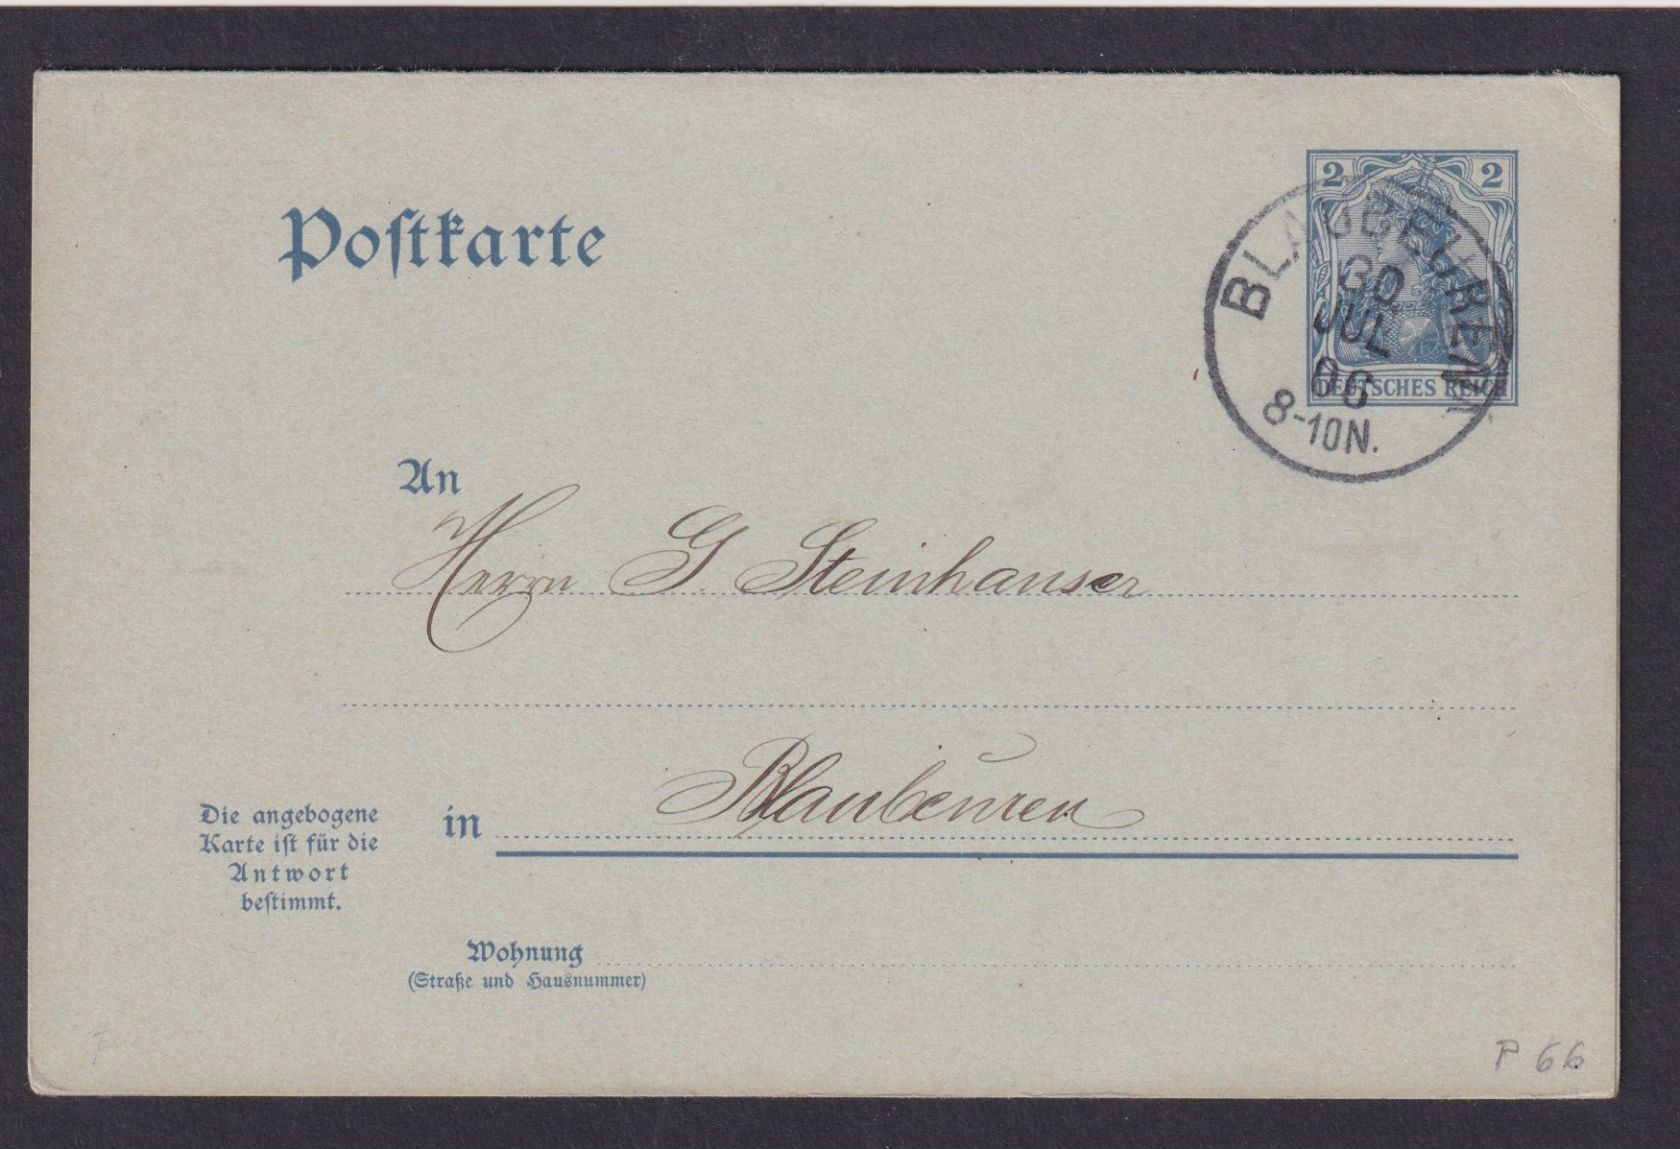 Postkarte
2 2
DEUTSCHES REICH
BLAUBEUREN
30
JUL
06
8-10N.
An
Herrn G. Steinhauser
in Blaubeuren
Die angebogene
Karte ist für die
Antwort
bestimmt.
Wohnung
(Straße und Hausnummer)
P 66